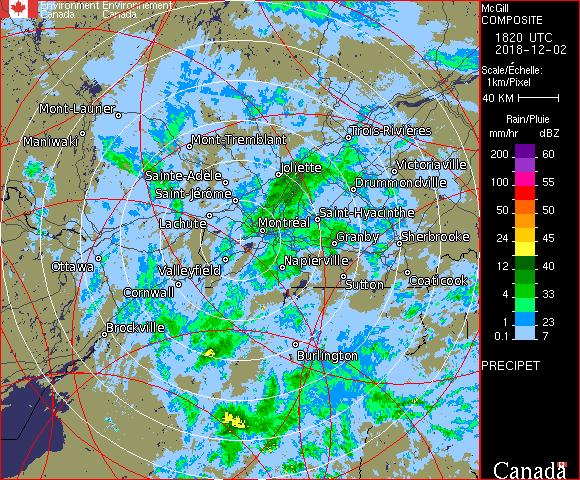 Environment Environnement
Canada Canada
McGill
COMPOSITE
1820 UTC
2018-12-02
Scale/Échelle:
1km/Pixel
40 KM
Rain/Pluie
mm/hr dBZ
200 60
100 55
50 50
24 45
12 40
4 33
1 23
0.1 7
PRECIPET
Canada
Mont-Laurier
Maniwaki
Mont-Tremblant
Trois-Rivières
Sainte-Adèle
Joliette
Victoriaville
Saint-Jérôme
Drummondville
Lachute
Montréal
Saint-Hyacinthe
Granby
Sherbrooke
Ottawa
Valleyfield
Napierville
Cornwall
Sutton
Coaticook
Brockville
Burlington